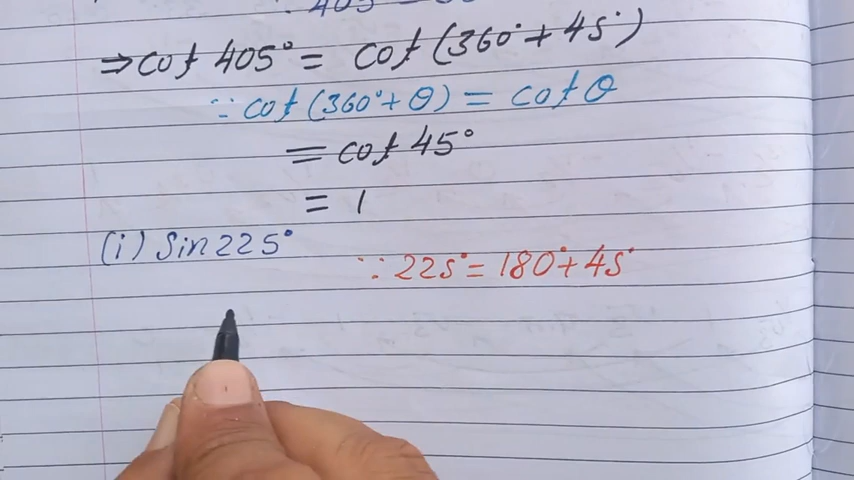 ⇒ cot 405° = cot (360° + 45°)
∵ cot (360° + θ) = cot θ
= cot 45°
= 1
(i) Sin 225°
∵ 225° = 180° + 45°